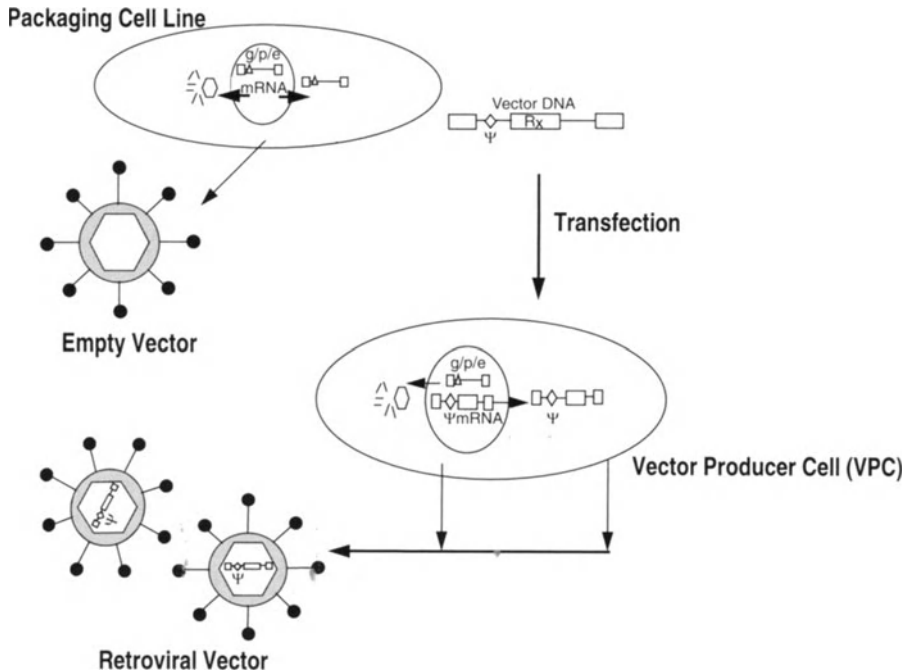 Packaging Cell Line
g/p/e
mRNA
Vector DNA
Rx
Ψ
Transfection
Empty Vector
g/p/e
ΨmRNA
Ψ
Vector Producer Cell (VPC)
Ψ
Ψ
Retroviral Vector